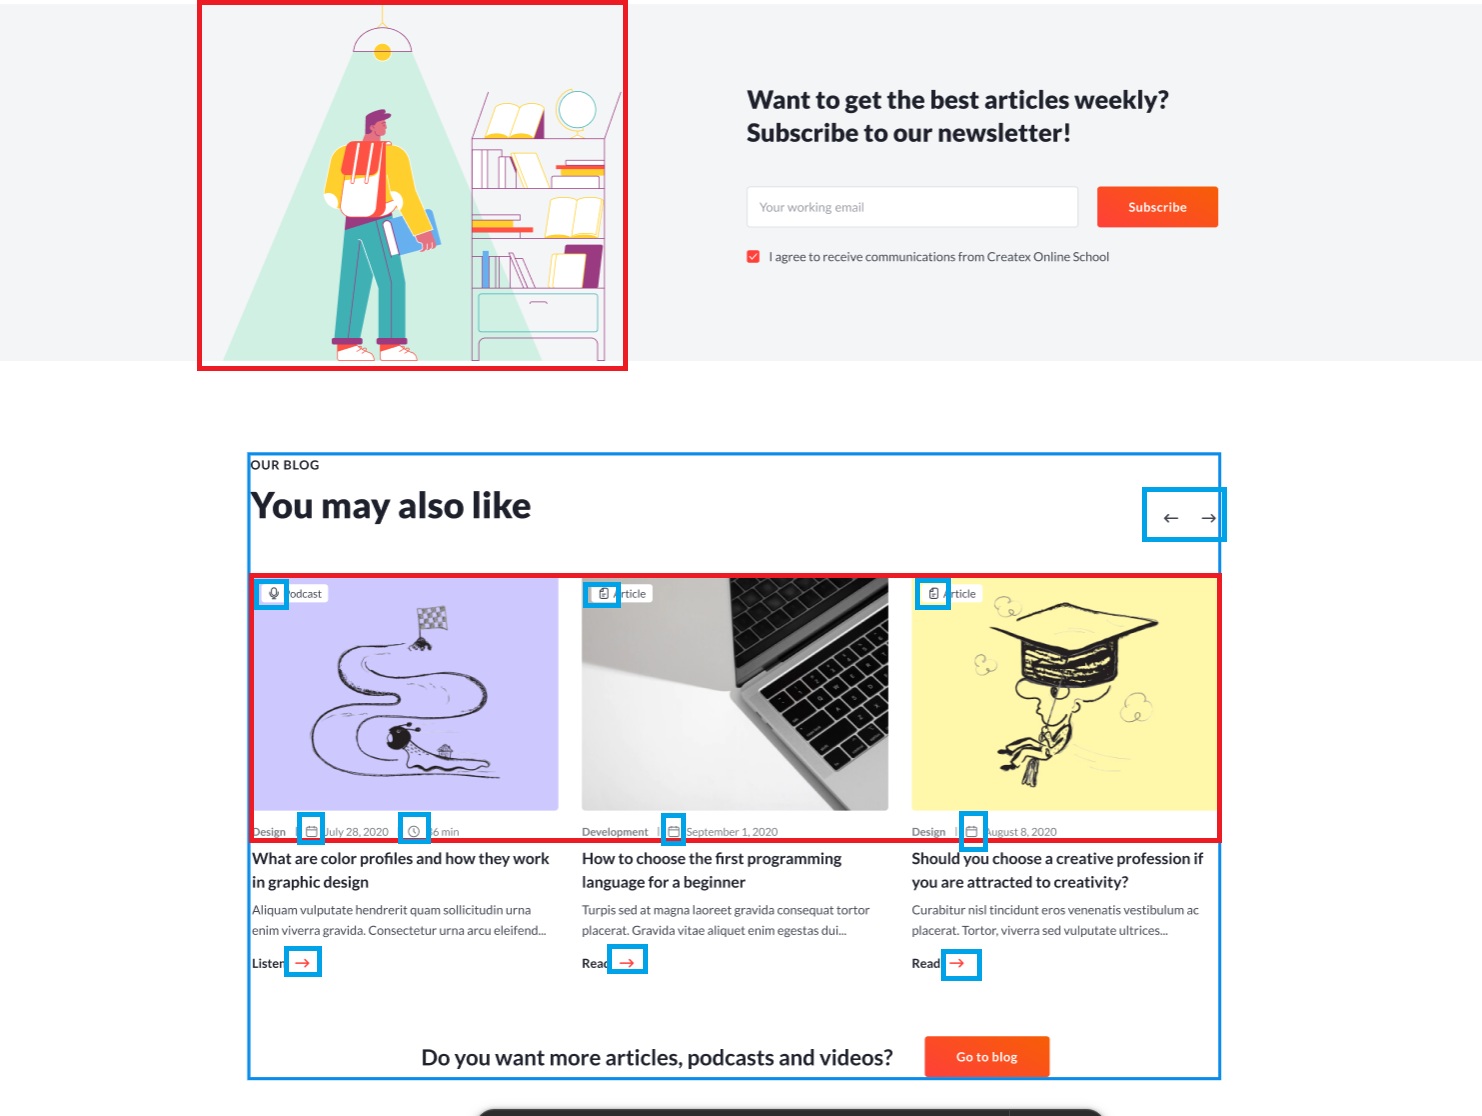 Want to get the best articles weekly?
Subscribe to our newsletter!
Your working email
Subscribe
I agree to receive communications from Createx Online School
OUR BLOG
You may also like
Podcast
Article
Article
Design | July 28, 2020 36 min
Development | September 1, 2020
Design | August 8, 2020
What are color profiles and how they work
in graphic design
Aliquam vulputate hendrerit quam sollicitudin urna
enim viverra gravida. Consectetur urna arcu eleifend...
Listen
How to choose the first programming
language for a beginner
Turpis sed at magna laoreet gravida consequat tortor
placerat. Gravida vitae aliquet enim egestas dui...
Read
Should you choose a creative profession if
you are attracted to creativity?
Curabitur nisl tincidunt eros venenatis vestibulum ac
placerat. Tortor, viverra sed vulputate ultrices...
Read
Do you want more articles, podcasts and videos?
Go to blog